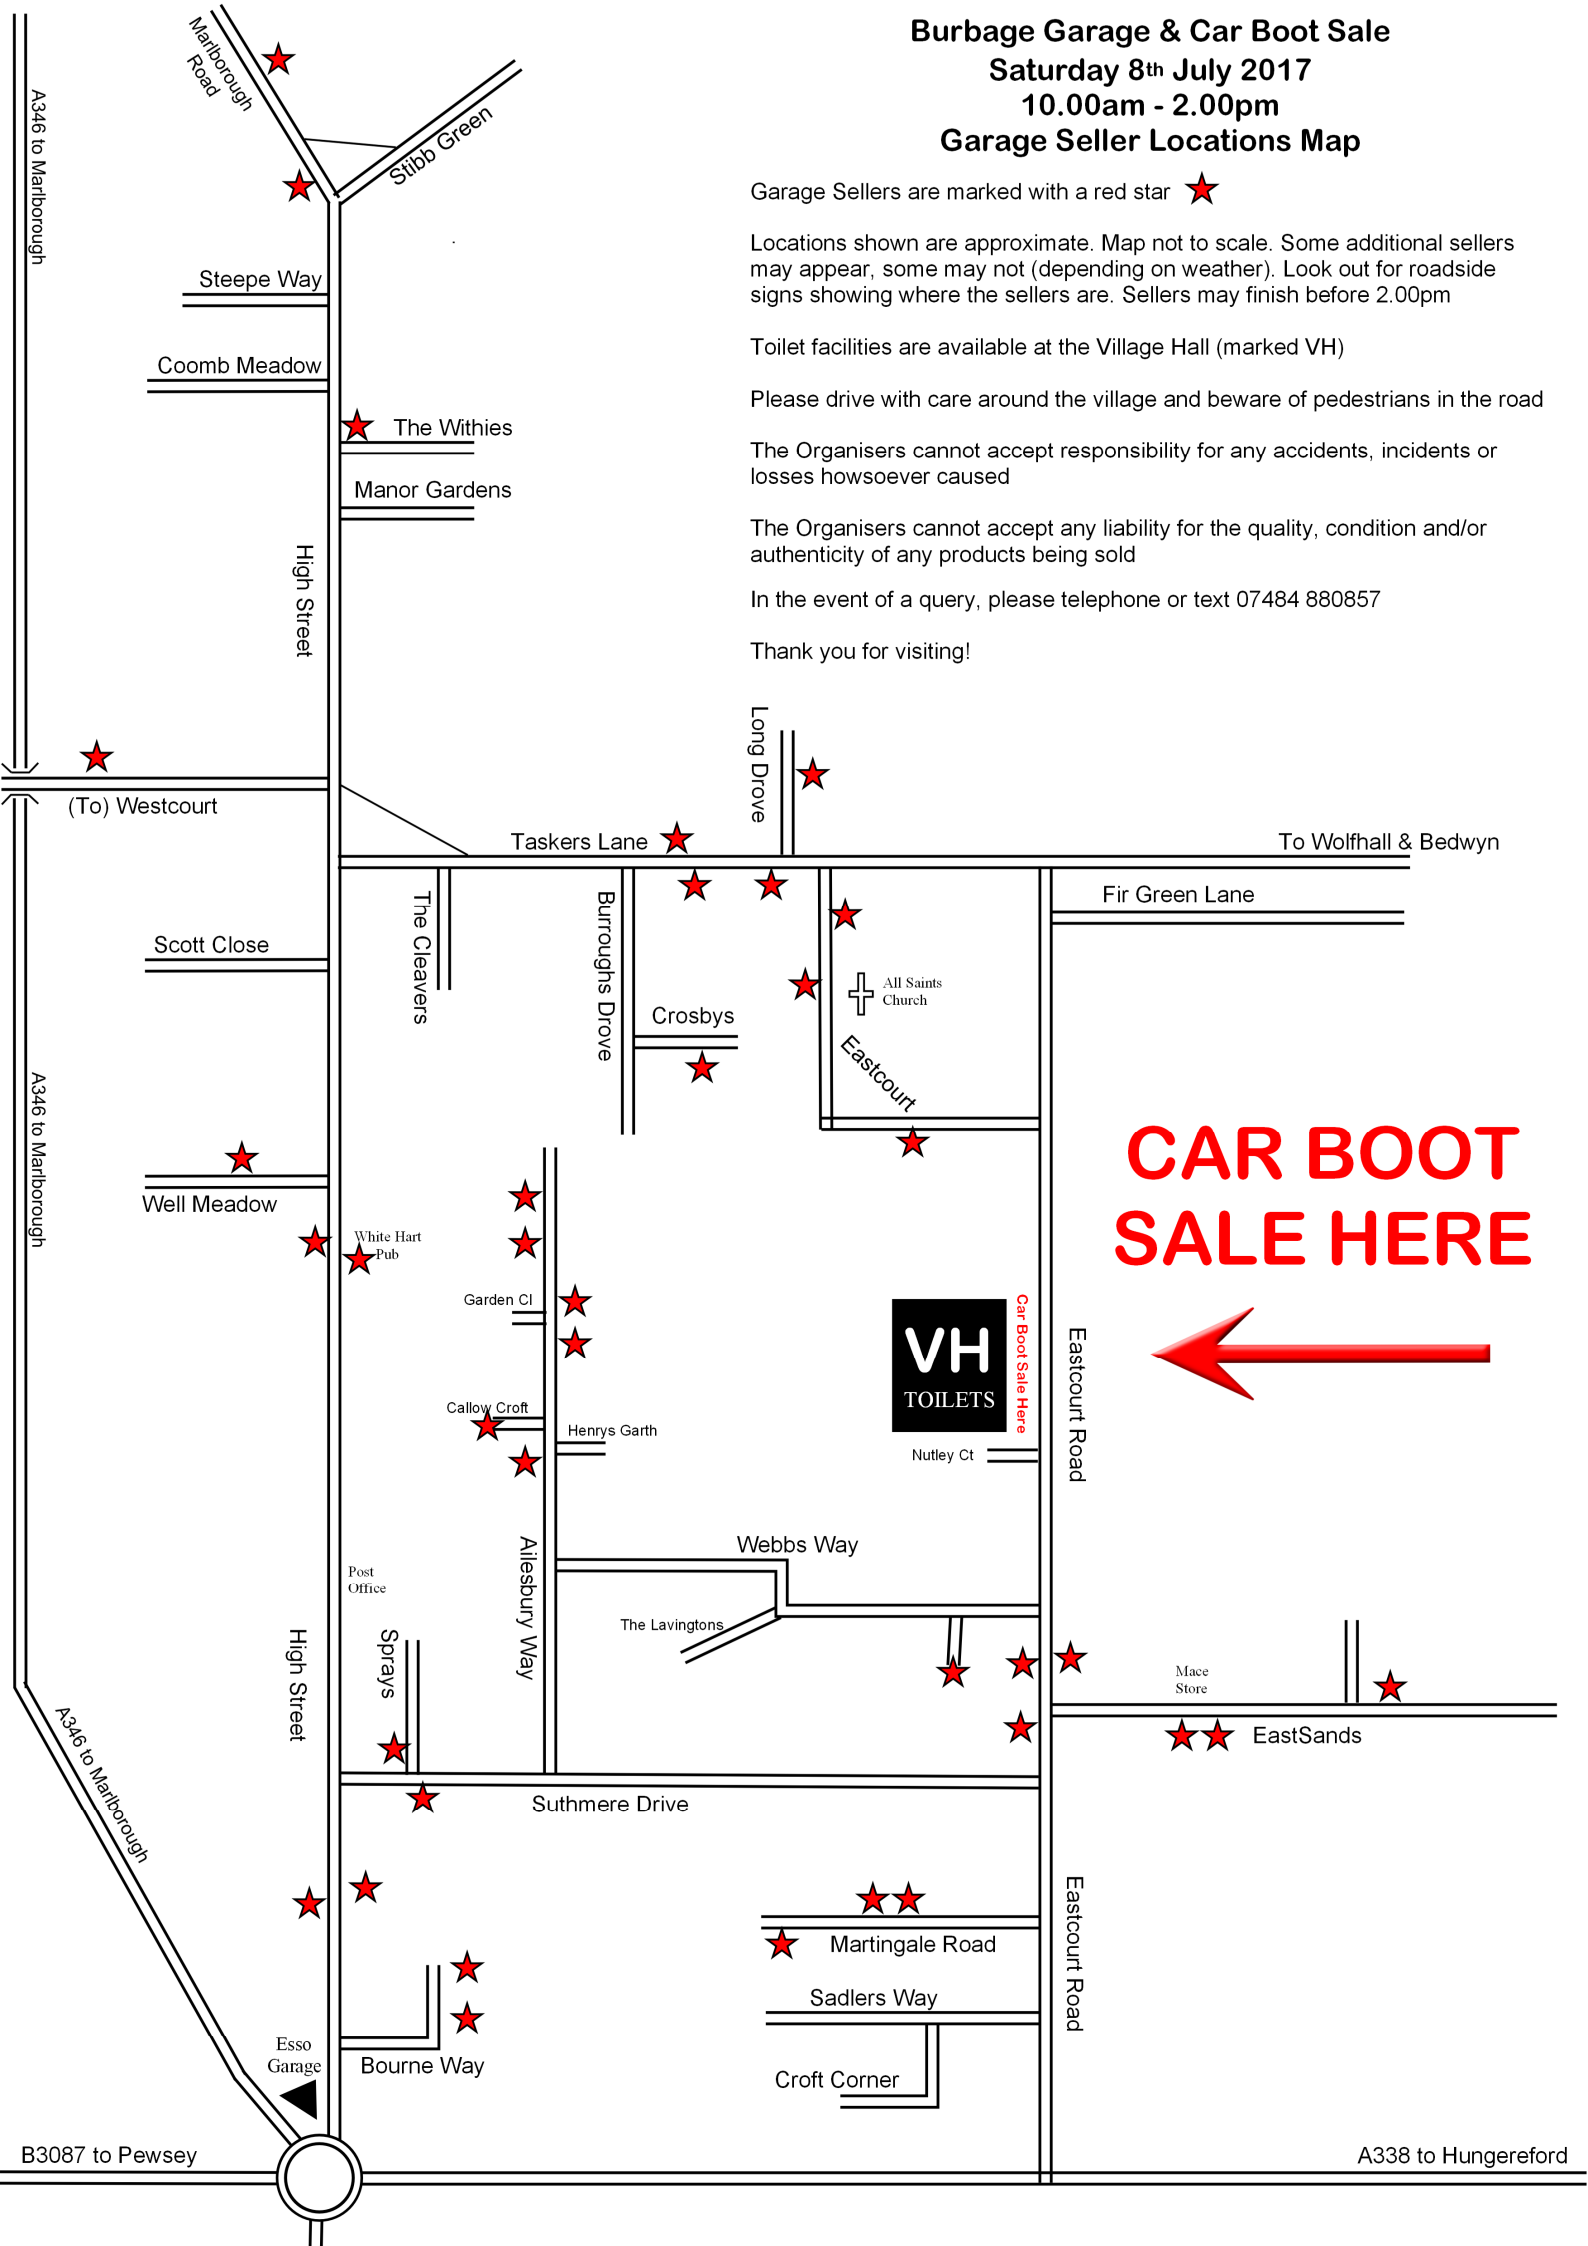 Burbage Garage & Car Boot Sale
Saturday 8th July 2017
10.00am - 2.00pm
Garage Seller Locations Map
Garage Sellers are marked with a red star
Locations shown are approximate. Map not to scale. Some additional sellers
may appear, some may not (depending on weather). Look out for roadside
signs showing where the sellers are. Sellers may finish before 2.00pm
Toilet facilities are available at the Village Hall (marked VH)
Please drive with care around the village and beware of pedestrians in the road
The Organisers cannot accept responsibility for any accidents, incidents or
losses howsoever caused
The Organisers cannot accept any liability for the quality, condition and/or
authenticity of any products being sold
In the event of a query, please telephone or text 07484 880857
Thank you for visiting!
Marlborough
Road
Stibb Green
A346 to Marlborough
Steepe Way
Coomb Meadow
The Withies
Manor Gardens
High Street
Long Drove
(To) Westcourt
Taskers Lane
To Wolfhall & Bedwyn
Fir Green Lane
The Cleavers
Burroughs Drove
Scott Close
All Saints
Church
Crosbys
Eastcourt
A346 to Marlborough
CAR BOOT
SALE HERE
Well Meadow
White Hart
Pub
Garden Cl
VH
TOILETS
Car Boot Sale Here
Eastcourt Road
Callow Croft
Henrys Garth
Nutley Ct
Ailesbury Way
Webbs Way
Post
Office
The Lavingtons
High Street
Sprays
Mace
Store
EastSands
A346 to Marlborough
Suthmere Drive
Martingale Road
Eastcourt Road
Sadlers Way
Esso
Garage
Bourne Way
Croft Corner
B3087 to Pewsey
A338 to Hungereford